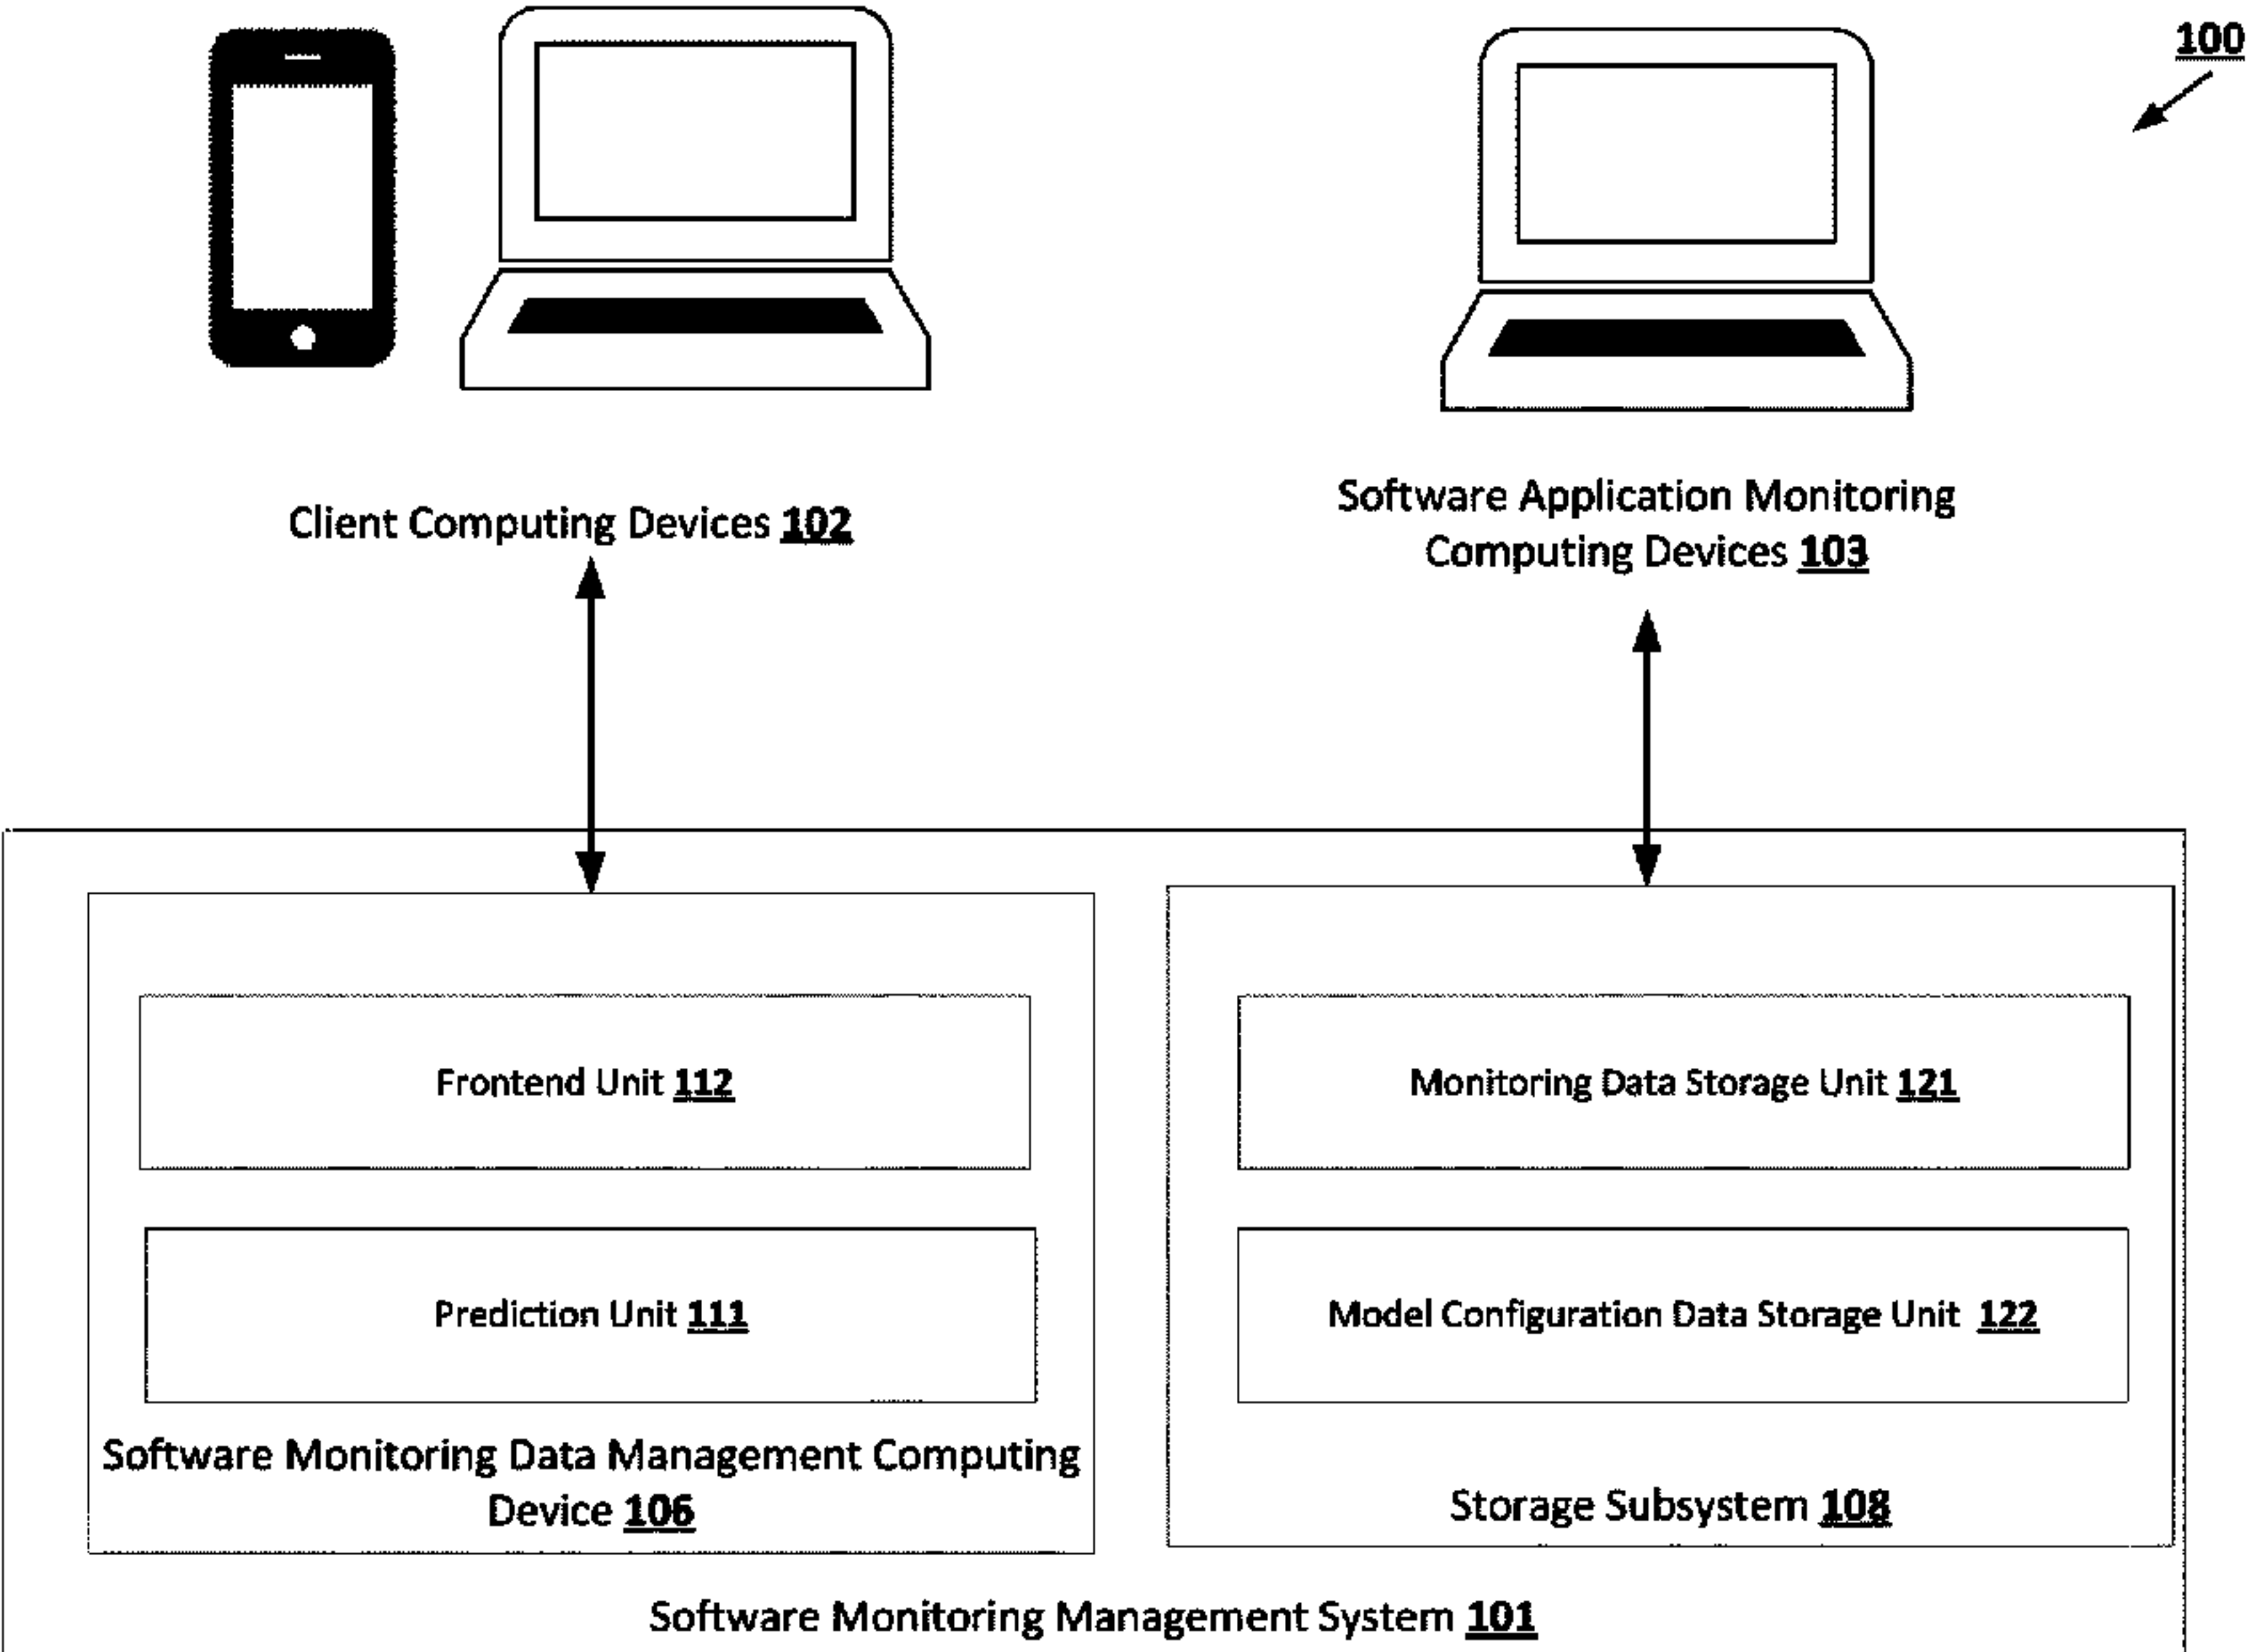 100
Client Computing Devices 102
Software Application Monitoring
Computing Devices 103
Frontend Unit 112
Prediction Unit 111
Software Monitoring Data Management Computing
Device 106
Monitoring Data Storage Unit 121
Model Configuration Data Storage Unit 122
Storage Subsystem 108
Software Monitoring Management System 101